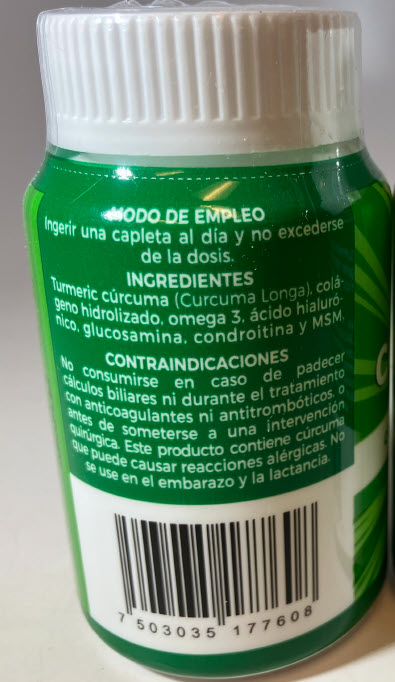 MODO DE EMPLEO
Ingerir una capleta al día y no excederse
de la dosis.
INGREDIENTES
Turmeric cúrcuma (Curcuma Longa), colá-
geno hidrolizado, omega 3, ácido hialuró-
nico, glucosamina, condroitina y MSM.
CONTRAINDICACIONES
No consumirse en caso de padecer
cálculos biliares ni durante el tratamiento
con anticoagulantes ni antitrombóticos, o
antes de someterse a una intervención
quirúrgica. Este producto contiene cúrcuma
que puede causar reacciones alérgicas. No
se use en el embarazo y la lactancia.
7 503035 177608